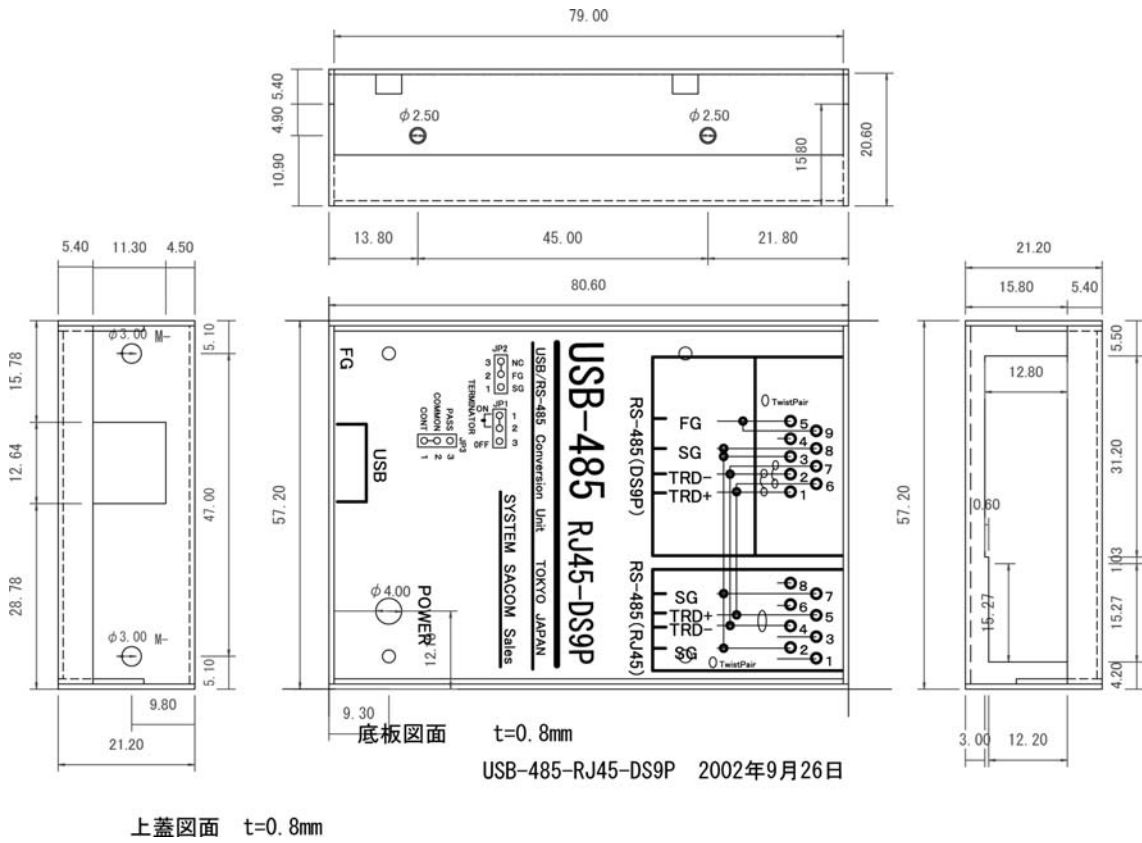 79.00
5.40
4.90
10.90
φ2.50
φ2.50
15.80
20.60
13.80
45.00
21.80
5.40
11.30
4.50
80.60
21.20
15.80
5.40
φ3.00 M-
5.10
15.78
12.64
28.78
47.00
φ3.00 M-
5.10
9.80
21.20
57.20
FG
USB
φ4.00
POWER
9.30
JP2
3
2
1
NC
FG
SG
JP1
ON
OFF
1
2
3
TERMINATOR
PASS
COMMON
CONT
JP3
1
2
3
USB/RS-485 Conversion Unit TOKYO JAPAN
SYSTEM SACOM Sales
USB-485 RJ45-DS9P
RS-485(DS9P)
FG
SG
TRD-
TRD+
TwistPair
5
9
4
8
3
7
2
6
1
RS-485(RJ45)
SG
TRD+
TRD-
SG
TwistPair
8
7
6
5
4
3
2
1
57.20
12.80
5.50
31.20
0.60
1.03
15.27
15.27
4.20
3.00
12.20
底板図面 t=0.8mm
USB-485-RJ45-DS9P 2002年9月26日
上蓋図面 t=0.8mm